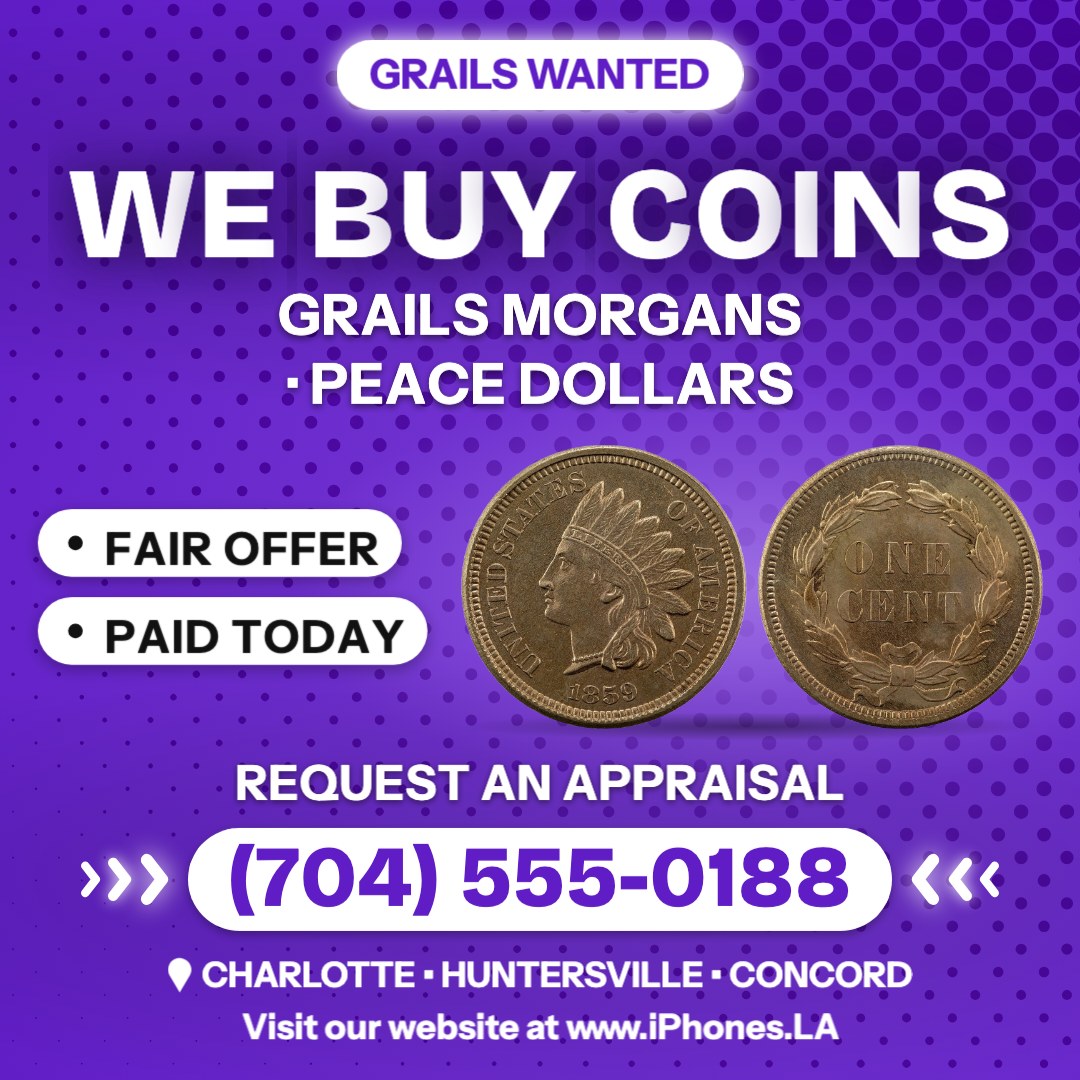 GRAILS WANTED
WE BUY COINS
GRAILS MORGANS
· PEACE DOLLARS
• FAIR OFFER
• PAID TODAY
UNITED STATES OF AMERICA
1859
ONE
CENT
REQUEST AN APPRAISAL
(704) 555-0188
CHARLOTTE · HUNTERSVILLE · CONCORD
Visit our website at www.iPhones.LA